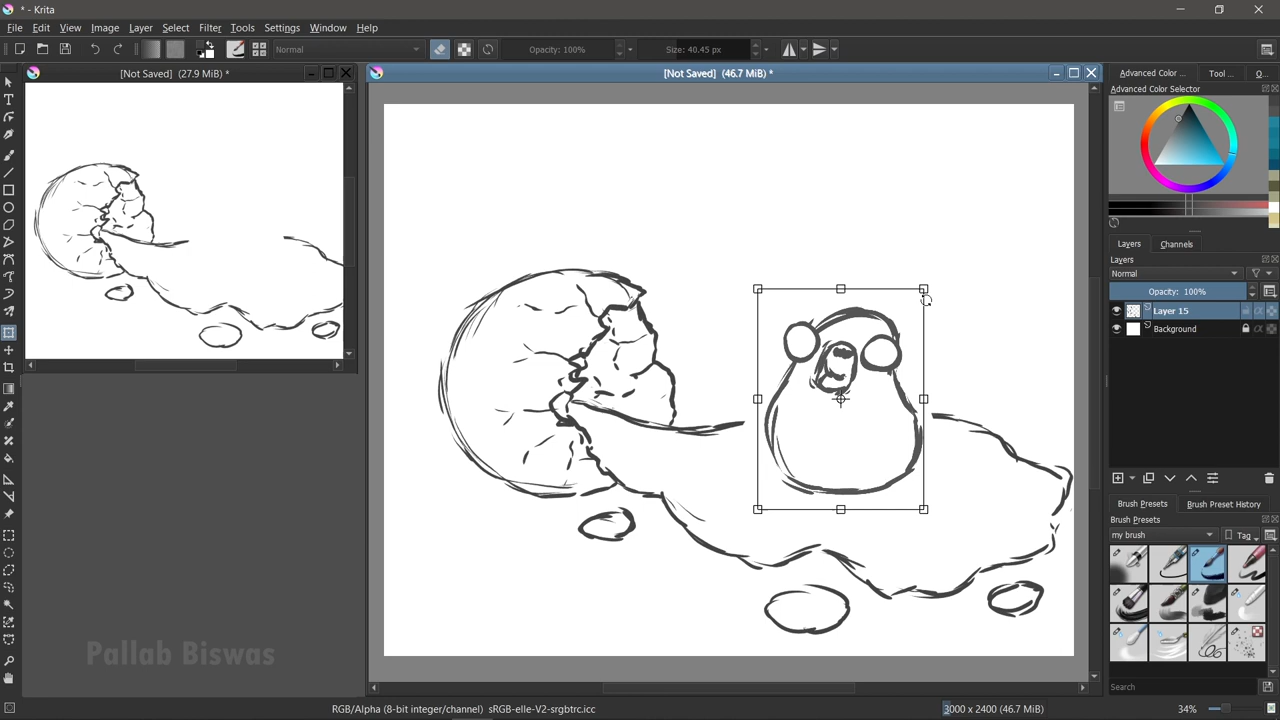 * - Krita
File Edit View Image Layer Select Filter Tools Settings Window Help
Normal Opacity: 100% Size: 40.45 px
[Not Saved] (27.9 MiB) *
[Not Saved] (46.7 MiB) *
Advanced Color ... Tool ... O...
Advanced Color Selector
Layers Channels
Layers
Normal
Opacity: 100%
Layer 15
Background
Brush Presets Brush Preset History
Brush Presets
my brush Tag
Search
Pallab Biswas
RGB/Alpha (8-bit integer/channel) sRGB-elle-V2-srgbtrc.icc
3000 x 2400 (46.7 MiB)
34%